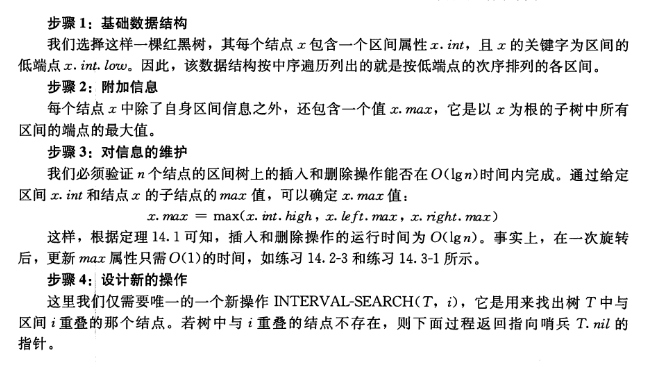 步骤 1：基础数据结构
我们选择这样一棵红黑树，其每个结点 x 包含一个区间属性 x. int，且 x 的关键字为区间的
低端点 x. int. low。因此，该数据结构按中序遍历列出的就是按低端点的次序排列的各区间。
步骤 2：附加信息
每个结点 x 中除了自身区间信息之外，还包含一个值 x. max，它是以 x 为根的子树中所有
区间的端点的最大值。
步骤 3：对信息的维护
我们必须验证 n 个结点的区间树上的插入和删除操作能否在 O(lg n)时间内完成。通过给定
区间 x. int 和结点 x 的子结点的 max 值，可以确定 x. max 值：
x. max = max(x. int. high, x. left. max, x. right. max)
这样，根据定理 14.1 可知，插入和删除操作的运行时间为 O(lg n)。事实上，在一次旋转
后，更新 max 属性只需 O(1)的时间，如练习 14.2-3 和练习 14.3-1 所示。
步骤 4：设计新的操作
这里我们仅需要唯一的一个新操作 INTERVAL-SEARCH(T, i)，它是用来找出树 T 中与
区间 i 重叠的那个结点。若树中与 i 重叠的结点不存在，则下面过程返回指向哨兵 T. nil 的
指针。